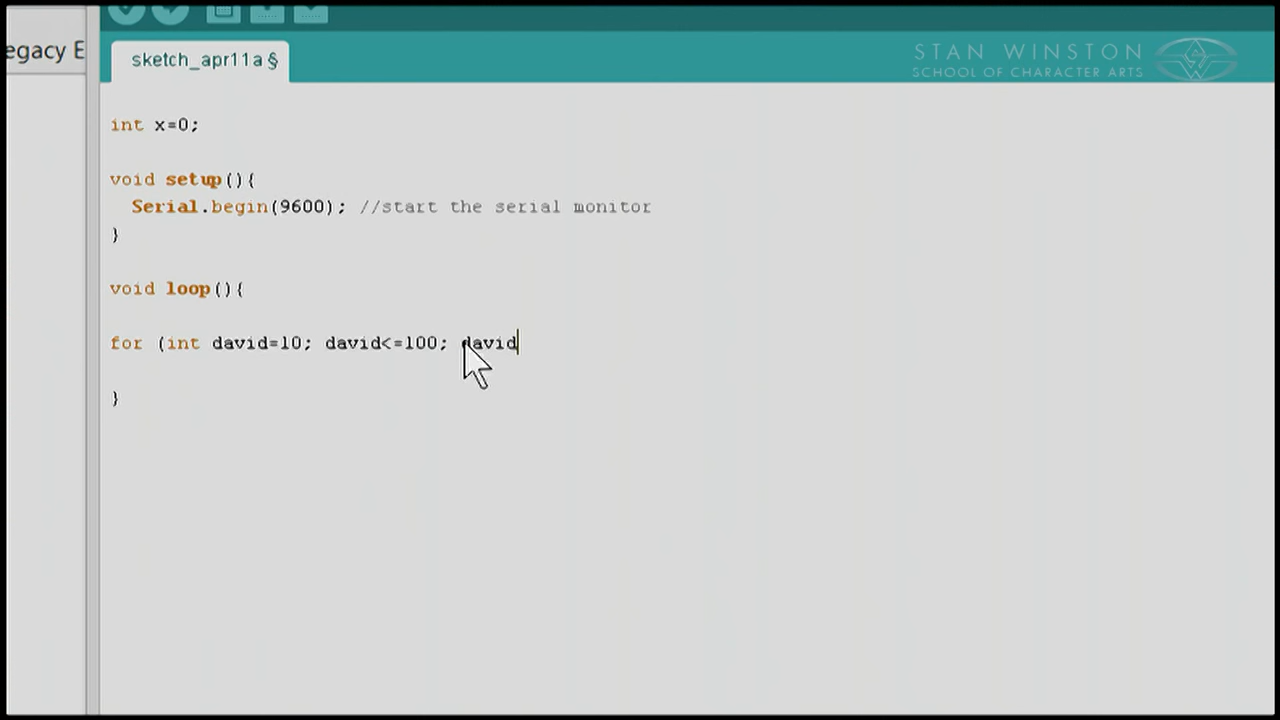 egacy E
sketch_apr11a §
STAN WINSTON
SCHOOL OF CHARACTER ARTS
int x=0;
void setup(){
Serial.begin(9600); //start the serial monitor
}
void loop(){
for (int david=10; david<=100; david
}